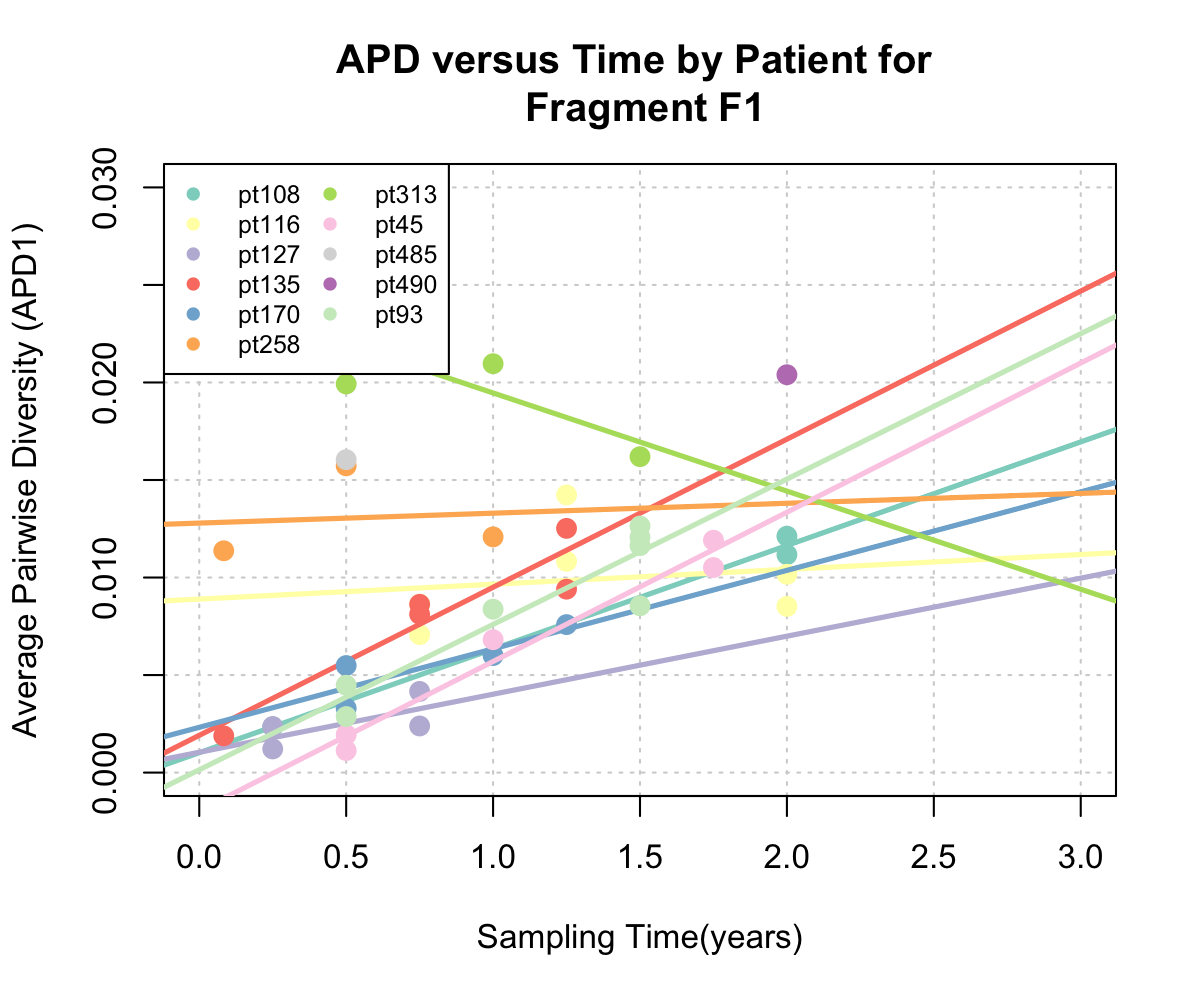 APD versus Time by Patient for
Fragment F1
Average Pairwise Diversity (APD1)
0.030
0.020
0.010
0.000
pt108 pt313
pt116 pt45
pt127 pt485
pt135 pt490
pt170 pt93
pt258
0.0 0.5 1.0 1.5 2.0 2.5 3.0
Sampling Time(years)